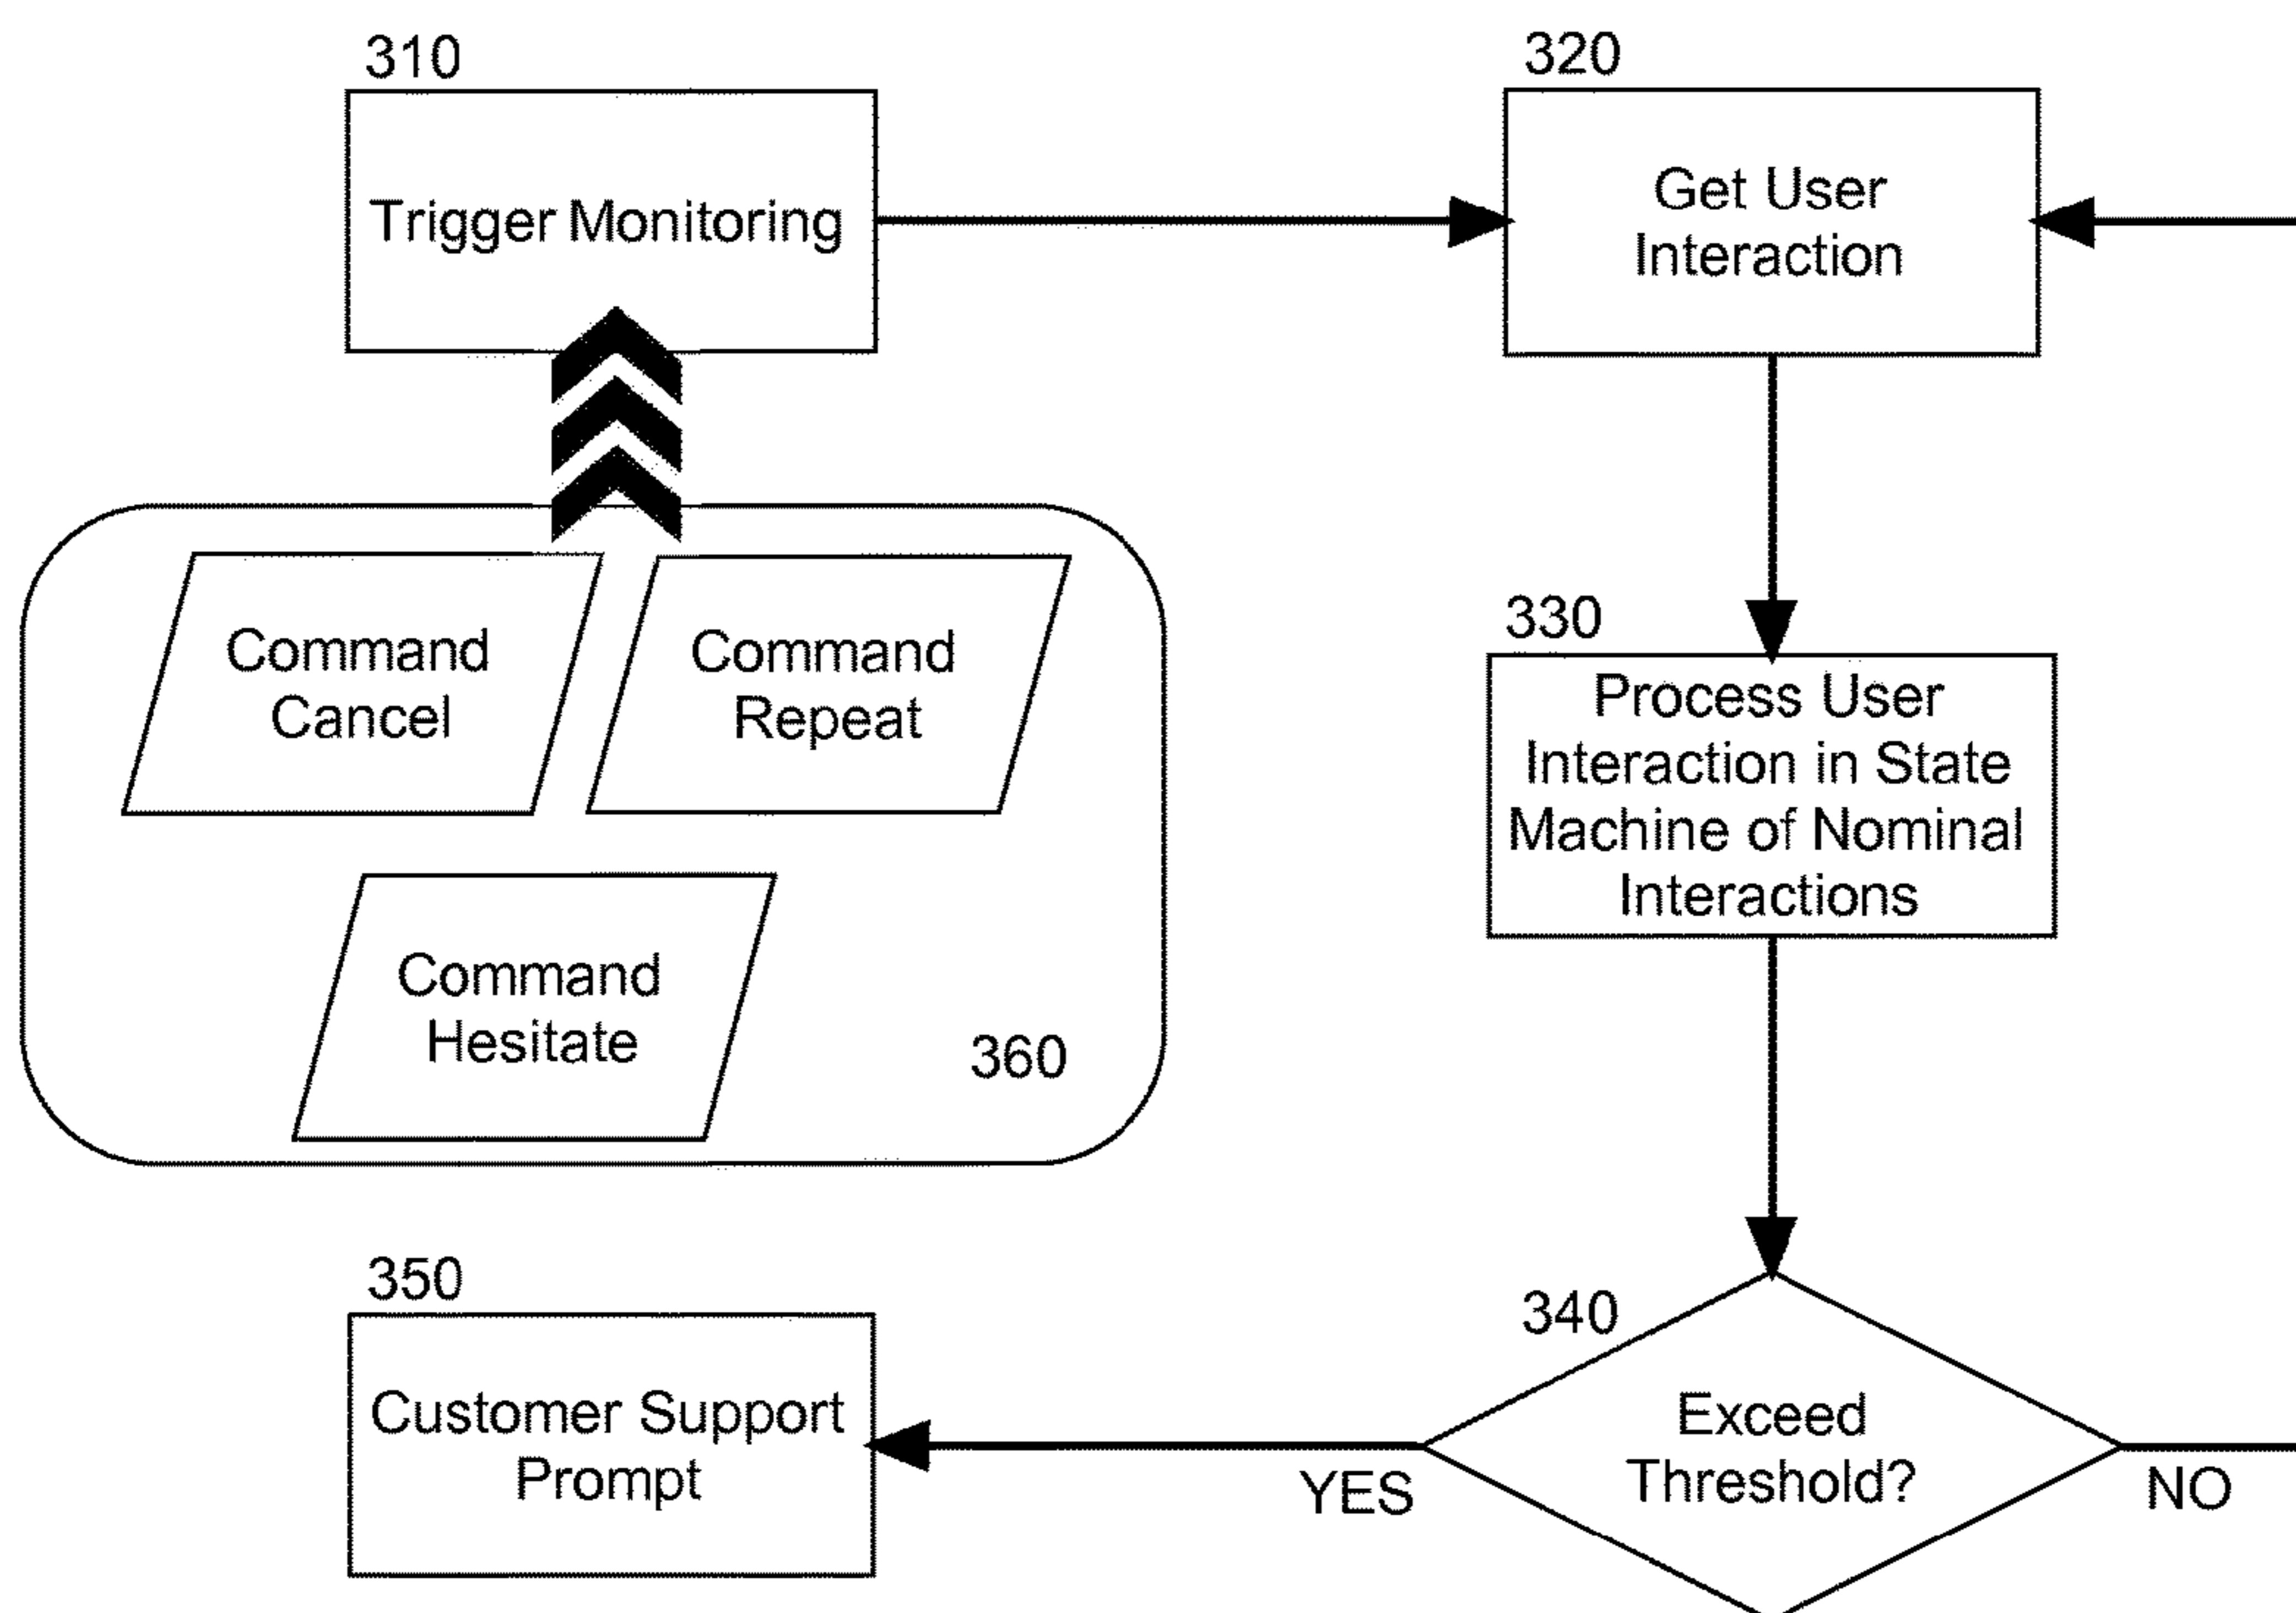 310
Trigger Monitoring
320
Get User
Interaction
Command
Cancel
Command
Repeat
Command
Hesitate
360
330
Process User
Interaction in State
Machine of Nominal
Interactions
340
Exceed
Threshold?
YES
NO
350
Customer Support
Prompt